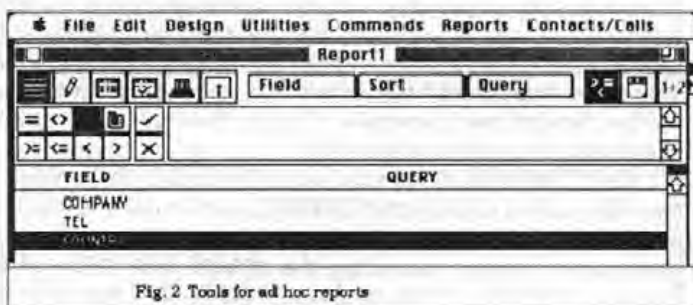 File Edit Design Utilities Commands Reports Contacts/Calls
Report1
Field Sort Query 1+2
= <>
>= <= < >
FIELD QUERY
COMPANY
TEL
Fig. 2 Tools for ad hoc reports